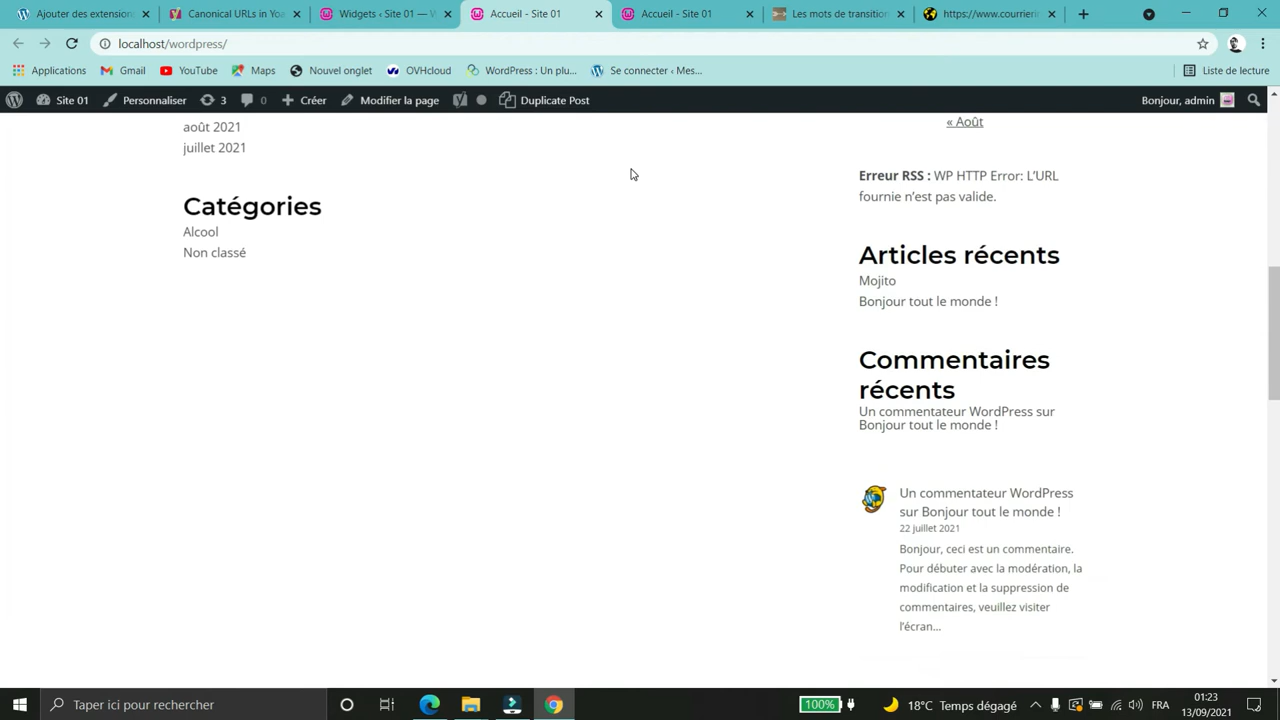 Ajouter des extension
Canonical URLs in Yoa
Widgets ‹ Site 01 — W
Accueil - Site 01
Accueil - Site 01
Les mots de transition
https://www.courrierin
localhost/wordpress/
Applications
Gmail
YouTube
Maps
Nouvel onglet
OVHcloud
WordPress : Un plu...
Se connecter ‹ Mes...
Liste de lecture
Site 01
Personnaliser
3
0
Créer
Modifier la page
Duplicate Post
Bonjour, admin
août 2021
juillet 2021
Catégories
Alcool
Non classé
« Août
Erreur RSS : WP HTTP Error: L’URL
fournie n’est pas valide.
Articles récents
Mojito
Bonjour tout le monde !
Commentaires
récents
Un commentateur WordPress sur
Bonjour tout le monde !
Un commentateur WordPress
sur Bonjour tout le monde !
22 juillet 2021
Bonjour, ceci est un commentaire.
Pour débuter avec la modération, la
modification et la suppression de
commentaires, veuillez visiter
l’écran...
Taper ici pour rechercher
100%
18°C Temps dégagé
FRA
01:23
13/09/2021